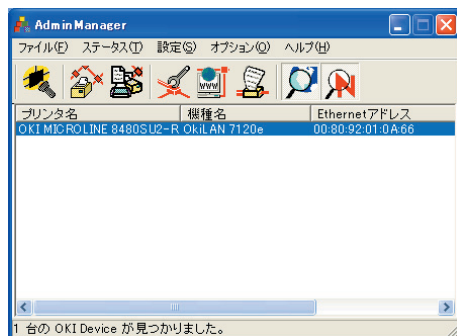 AdminManager
ファイル(F) ステータス(T) 設定(S) オプション(O) ヘルプ(H)
WWW
プリンタ名 機種名 Ethernetアドレス
OKI MICROLINE 8480SU2-R OkiLAN 7120e 00:80:92:01:0A:66
1 台の OKI Device が見つかりました。